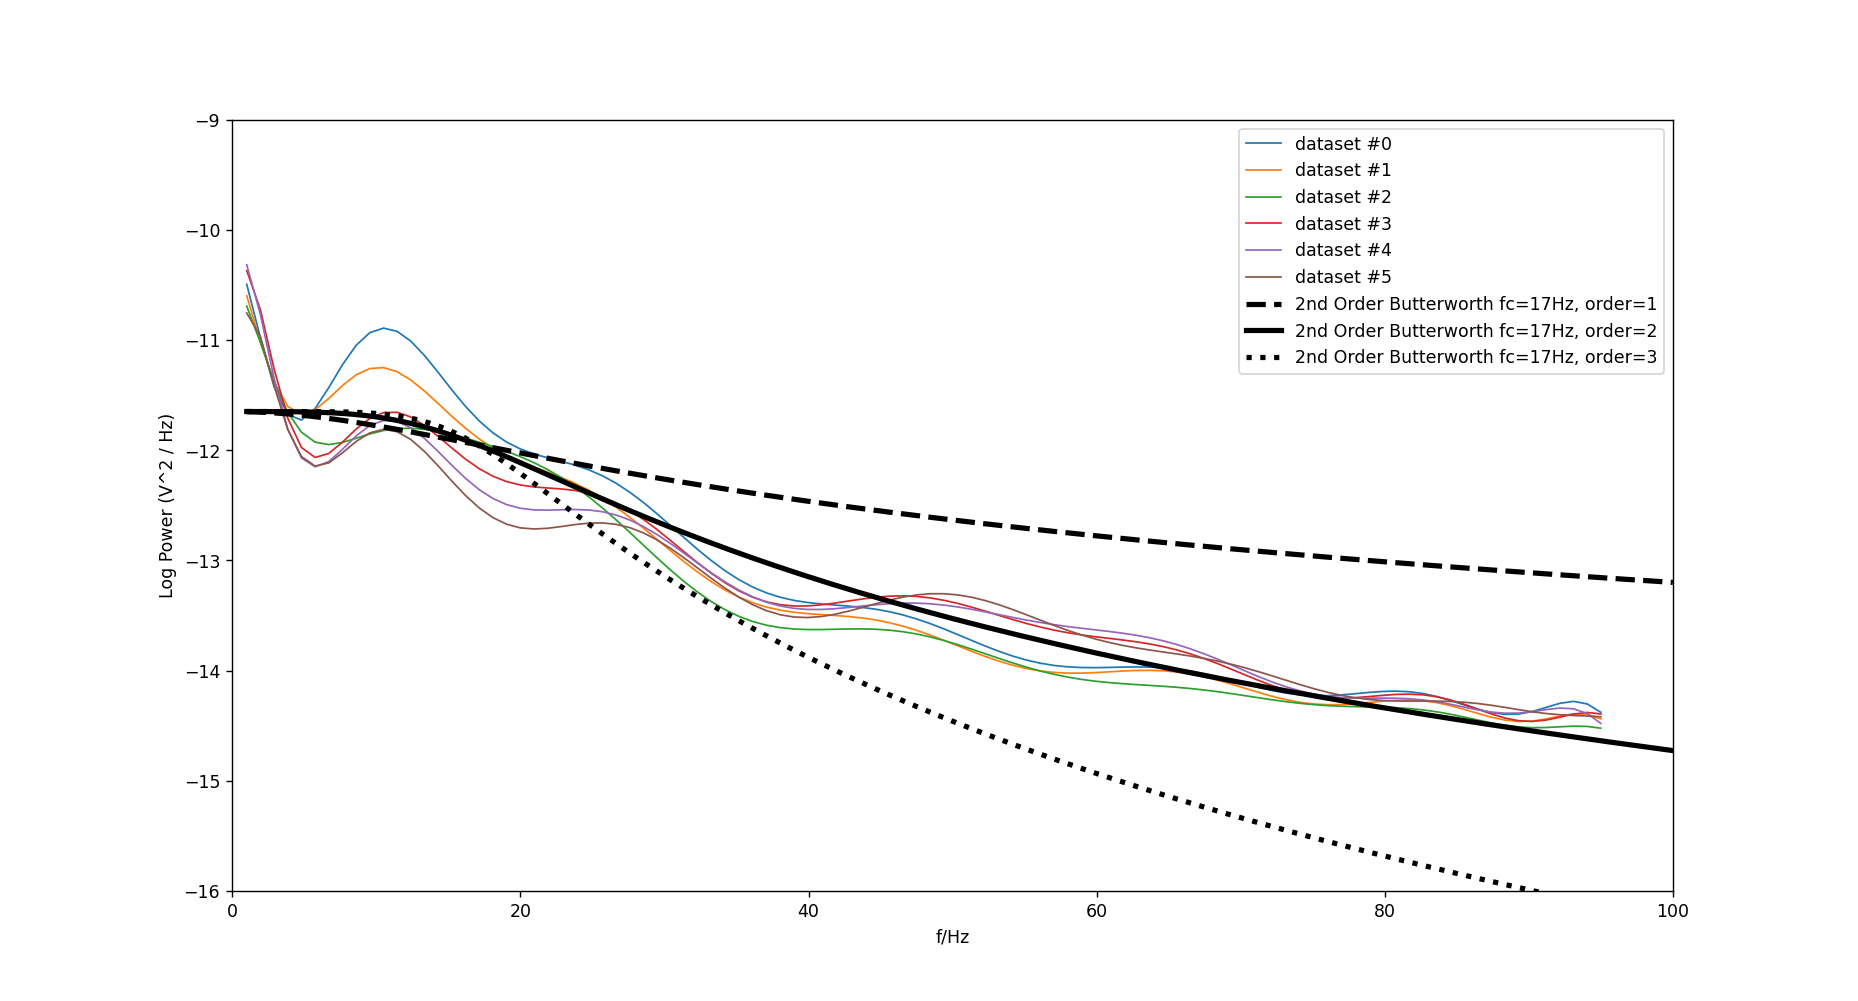 −9
−10
−11
−12
−13
−14
−15
−16
Log Power (V^2 / Hz)
0
20
40
60
80
100
f/Hz
dataset #0
dataset #1
dataset #2
dataset #3
dataset #4
dataset #5
2nd Order Butterworth fc=17Hz, order=1
2nd Order Butterworth fc=17Hz, order=2
2nd Order Butterworth fc=17Hz, order=3